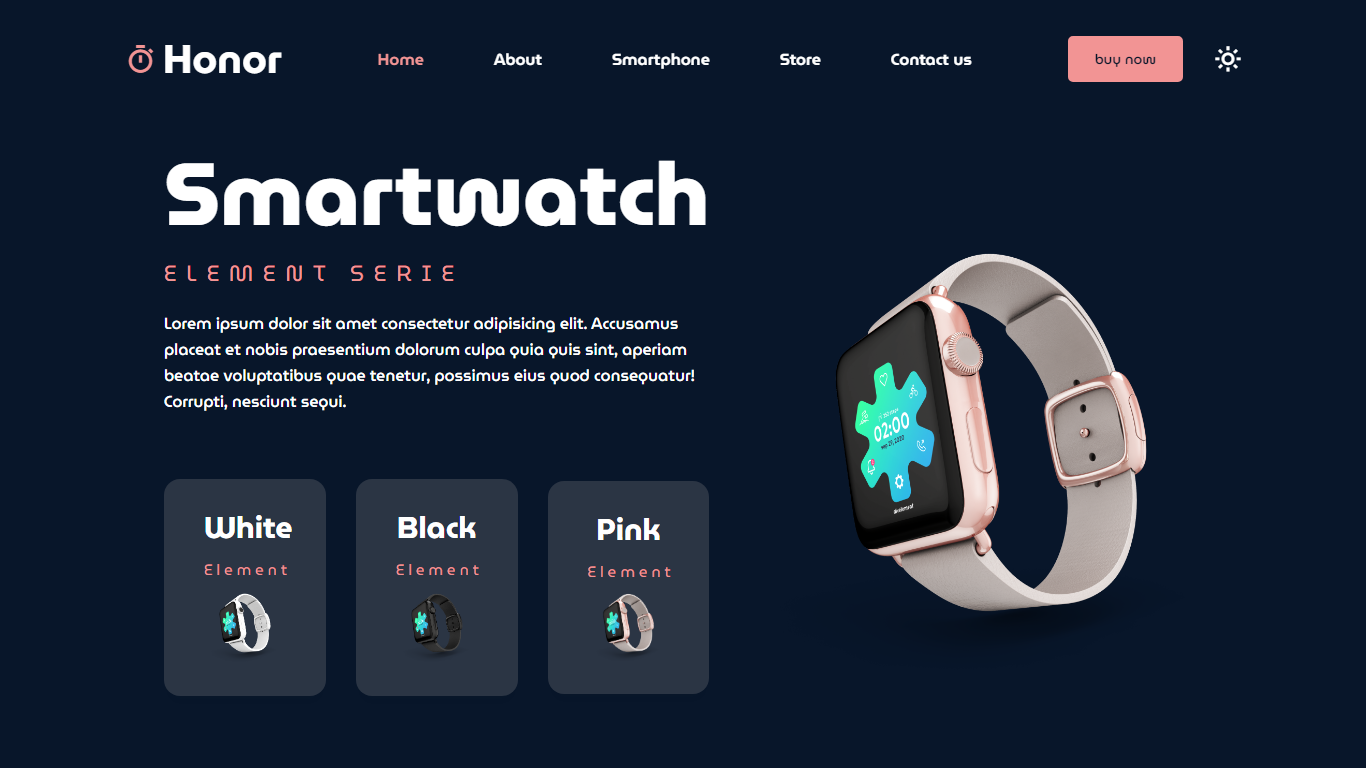 Honor
Home
About
Smartphone
Store
Contact us
buy now
Smartwatch
ELEMENT SERIE
Lorem ipsum dolor sit amet consectetur adipisicing elit. Accusamus
placeat et nobis praesentium dolorum culpa quia quis sint, aperiam
beatae voluptatibus quae tenetur, possimus eius quod consequatur!
Corrupti, nesciunt sequi.
White
Element
Black
Element
Pink
Element
02:00